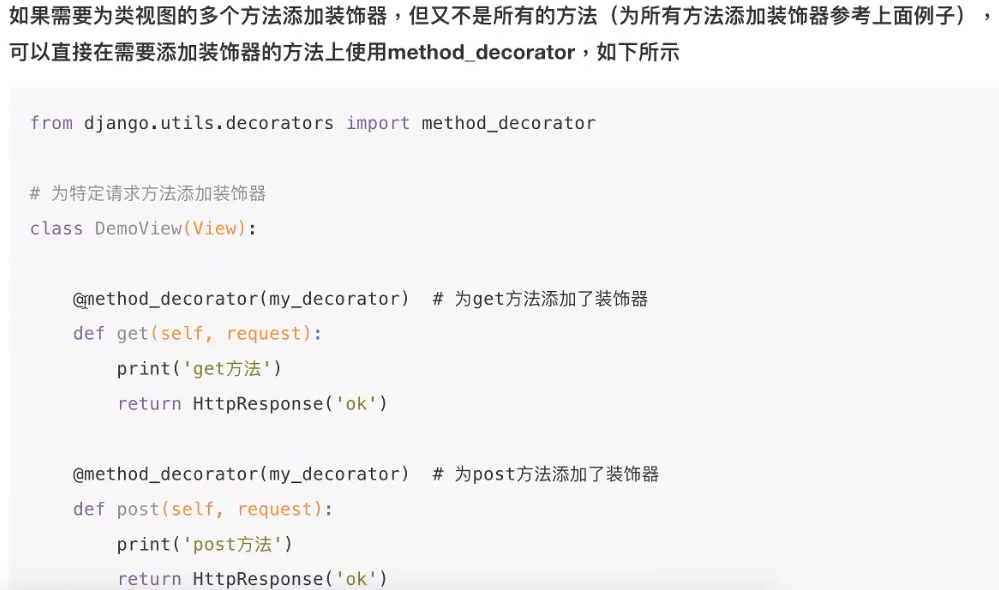 如果需要为类视图的多个方法添加装饰器，但又不是所有的方法（为所有方法添加装饰器参考上面例子），
可以直接在需要添加装饰器的方法上使用method_decorator，如下所示
from django.utils.decorators import method_decorator
# 为特定请求方法添加装饰器
class DemoView(View):
@method_decorator(my_decorator)  # 为get方法添加了装饰器
def get(self, request):
print('get方法')
return HttpResponse('ok')
@method_decorator(my_decorator)  # 为post方法添加了装饰器
def post(self, request):
print('post方法')
return HttpResponse('ok')